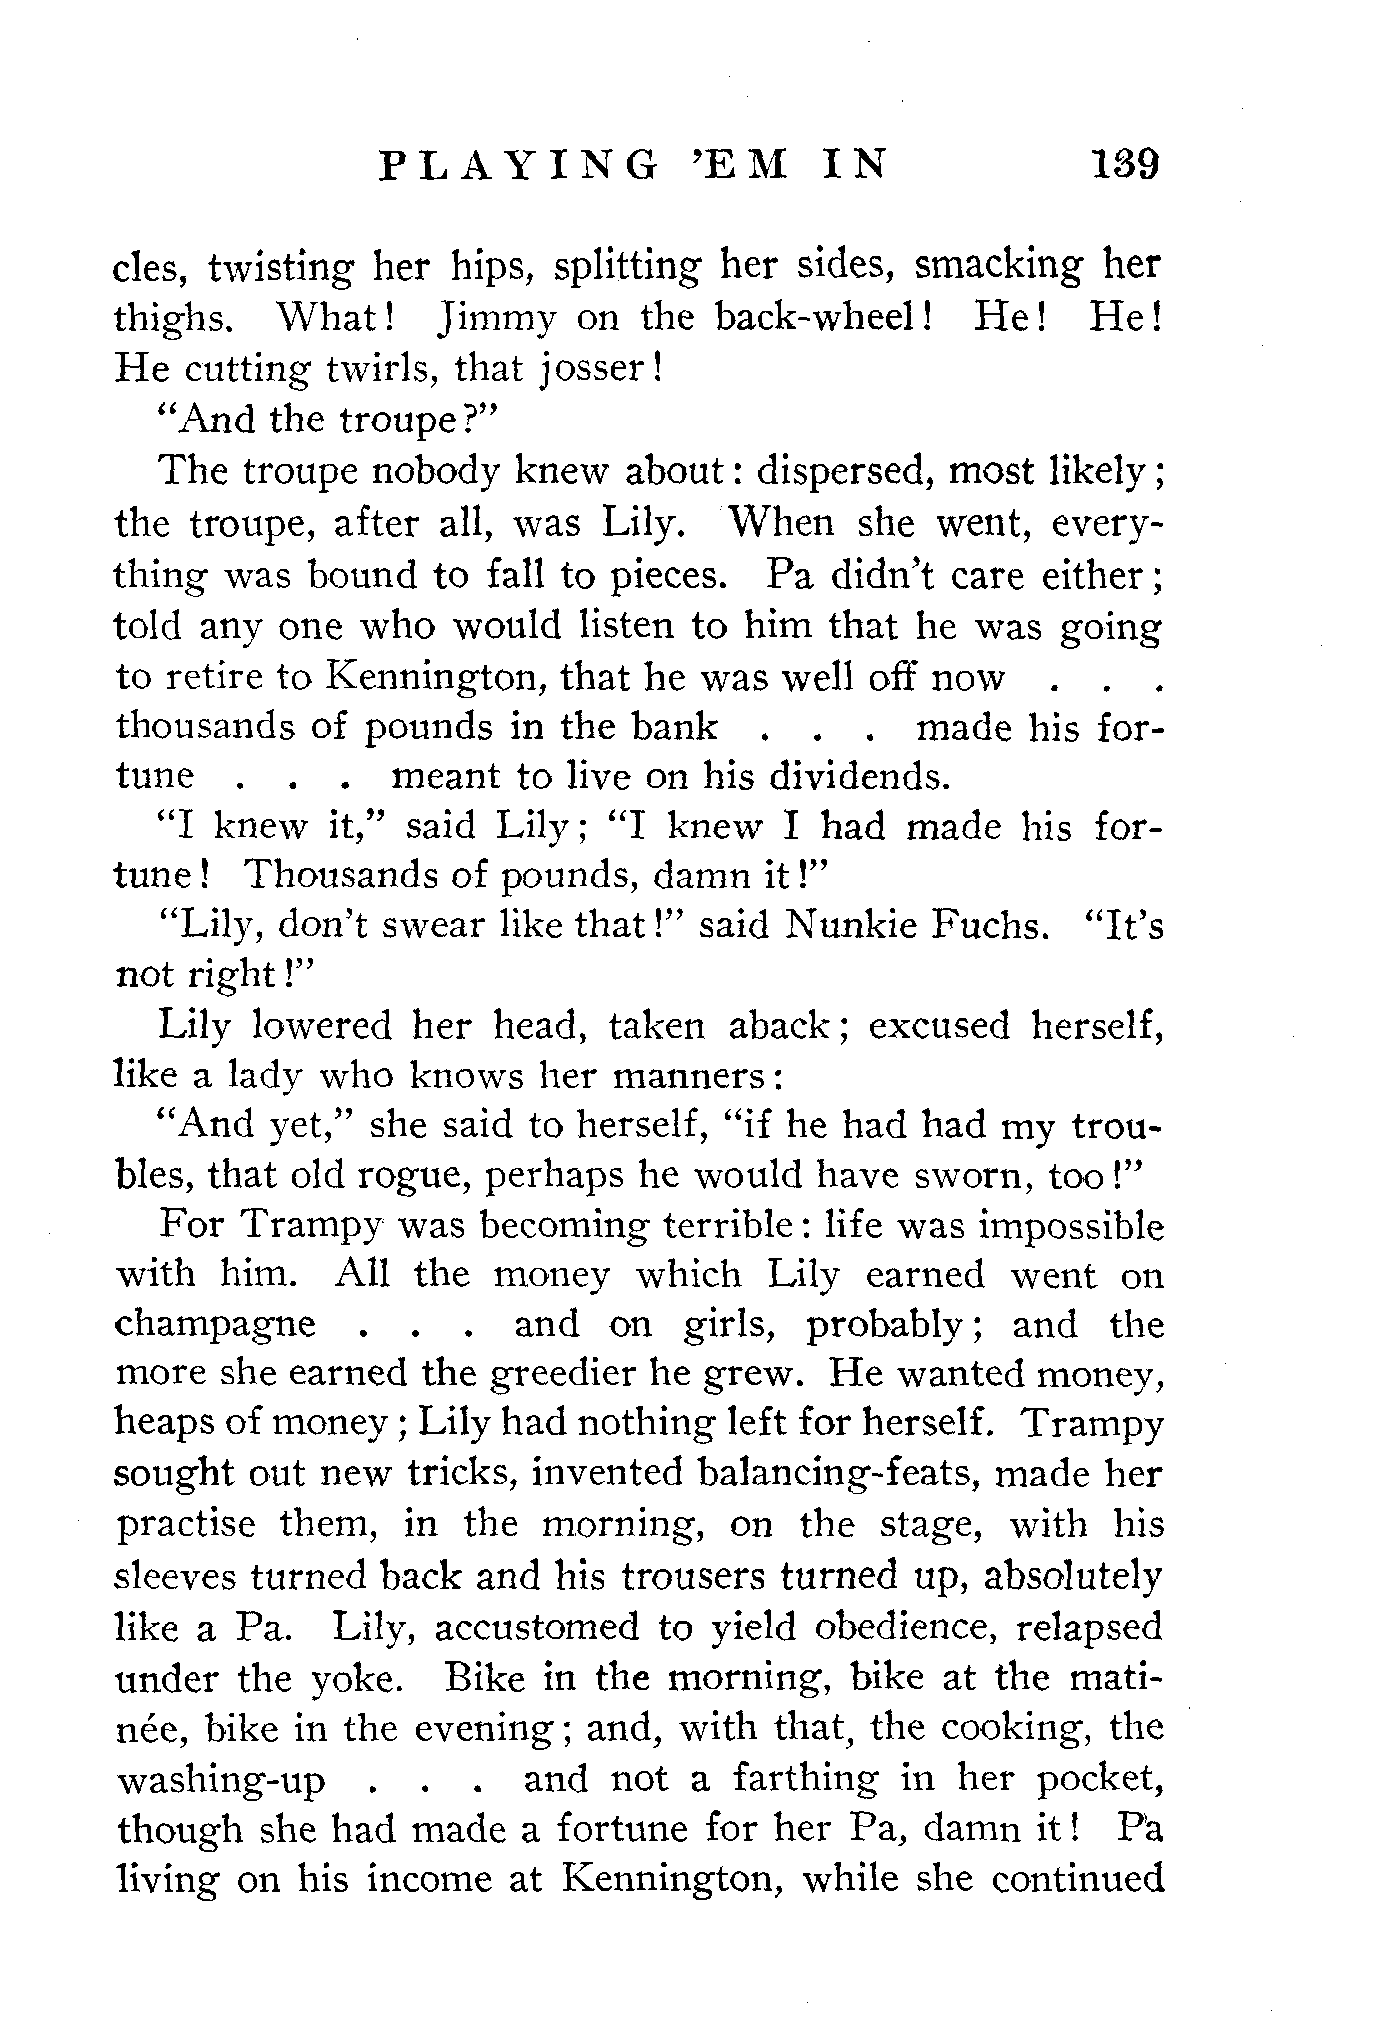 PLAYING 'EM IN 139
cles, twisting her hips, splitting her sides, smacking her
thighs. What! Jimmy on the back-wheel! He! He!
He cutting twirls, that josser!
"And the troupe?"
The troupe nobody knew about: dispersed, most likely;
the troupe, after all, was Lily. When she went, every-
thing was bound to fall to pieces. Pa didn't care either;
told any one who would listen to him that he was going
to retire to Kennington, that he was well off now . . .
thousands of pounds in the bank . . . made his for-
tune . . . meant to live on his dividends.
"I knew it," said Lily; "I knew I had made his for-
tune! Thousands of pounds, damn it!"
"Lily, don't swear like that!" said Nunkie Fuchs. "It's
not right!"
Lily lowered her head, taken aback; excused herself,
like a lady who knows her manners:
"And yet," she said to herself, "if he had had my trou-
bles, that old rogue, perhaps he would have sworn, too!"
For Trampy was becoming terrible: life was impossible
with him. All the money which Lily earned went on
champagne . . . and on girls, probably; and the
more she earned the greedier he grew. He wanted money,
heaps of money; Lily had nothing left for herself. Trampy
sought out new tricks, invented balancing-feats, made her
practise them, in the morning, on the stage, with his
sleeves turned back and his trousers turned up, absolutely
like a Pa. Lily, accustomed to yield obedience, relapsed
under the yoke. Bike in the morning, bike at the mati-
née, bike in the evening; and, with that, the cooking, the
washing-up . . . and not a farthing in her pocket,
though she had made a fortune for her Pa, damn it! Pa
living on his income at Kennington, while she continued